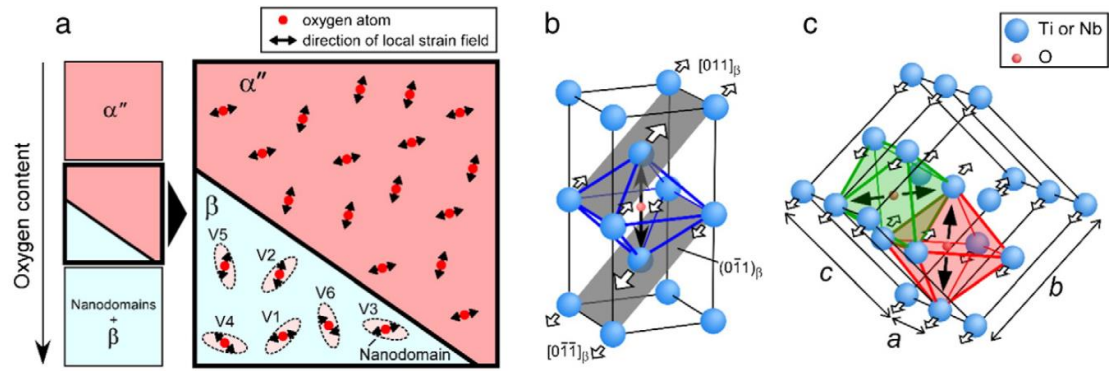 a
oxygen atom
direction of local strain field
Oxygen content
α″
Nanodomains
+
β
α″
β
V5
V2
V6
V3
V4
V1
Nanodomain
b
[011]β
(01̄1)β
[01̄1̄]β
c
Ti or Nb
O
c
a
b